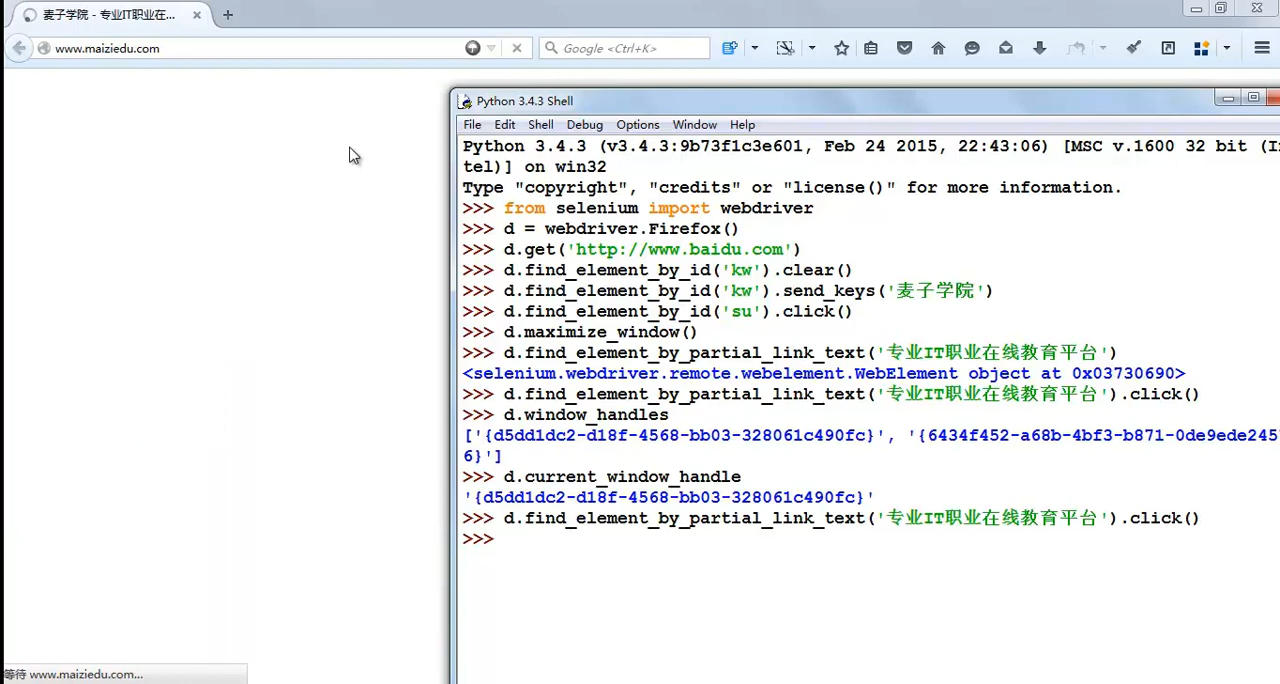 麦子学院 - 专业IT职业在...
www.maiziedu.com
Google <Ctrl+K>
Python 3.4.3 Shell
File Edit Shell Debug Options Window Help
Python 3.4.3 (v3.4.3:9b73f1c3e601, Feb 24 2015, 22:43:06) [MSC v.1600 32 bit (In
tel)] on win32
Type "copyright", "credits" or "license()" for more information.
>>> from selenium import webdriver
>>> d = webdriver.Firefox()
>>> d.get('http://www.baidu.com')
>>> d.find_element_by_id('kw').clear()
>>> d.find_element_by_id('kw').send_keys('麦子学院')
>>> d.find_element_by_id('su').click()
>>> d.maximize_window()
>>> d.find_element_by_partial_link_text('专业IT职业在线教育平台')
<selenium.webdriver.remote.webelement.WebElement object at 0x03730690>
>>> d.find_element_by_partial_link_text('专业IT职业在线教育平台').click()
>>> d.window_handles
['{d5dd1dc2-d18f-4568-bb03-328061c490fc}', '{6434f452-a68b-4bf3-b871-0de9ede245
6}']
>>> d.current_window_handle
'{d5dd1dc2-d18f-4568-bb03-328061c490fc}'
>>> d.find_element_by_partial_link_text('专业IT职业在线教育平台').click()
>>>
等待 www.maiziedu.com...